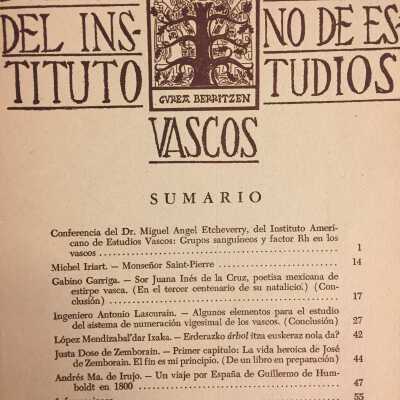 DEL INS- NO DE ES-
TITUTO TUDIOS
GVREA BERRITZEN
VASCOS
SUMARIO
Conferencia del Dr. Miguel Angel Etcheverry, del Instituto Ameri-
cano de Estudios Vascos: Grupos sanguíneos y factor Rh en los
vascos 1
Michel Iriart. — Monseñor Saint-Pierre 14
Gabino Garriga. — Sor Juana Inés de la Cruz, poetisa mexicana de
estirpe vasca. (En el tercer centenario de su natalicio.) (Con-
clusión) 17
Ingeniero Antonio Lascurain. — Algunos elementos para el estudio
del sistema de numeración vigesimal de los vascos. (Conclusión) 27
López Mendizabal'dar Izaka. — Erderazko árbol itza euskeraz nola da? 42
Justa Dose de Zemborain. — Primer capítulo: La vida heroica de José
de Zemborain. El fin es mi principio. (De un libro en preparación) 44
Andrés Ma. de Irujo. — Un viaje por España de Guillermo de Hum-
boldt en 1800 47
55